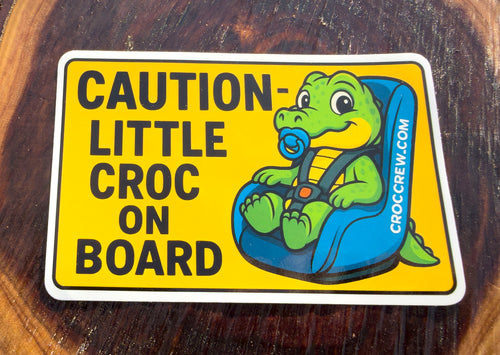 CAUTION-
LITTLE
CROC
ON
BOARD
CROCCREW.COM